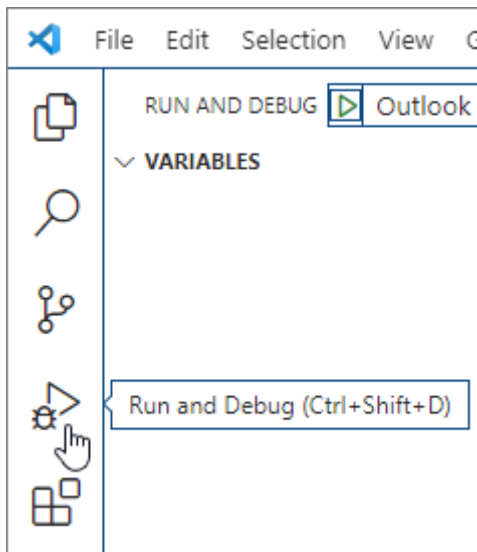 File Edit Selection View
RUN AND DEBUG Outlook
VARIABLES
Run and Debug (Ctrl+Shift+D)